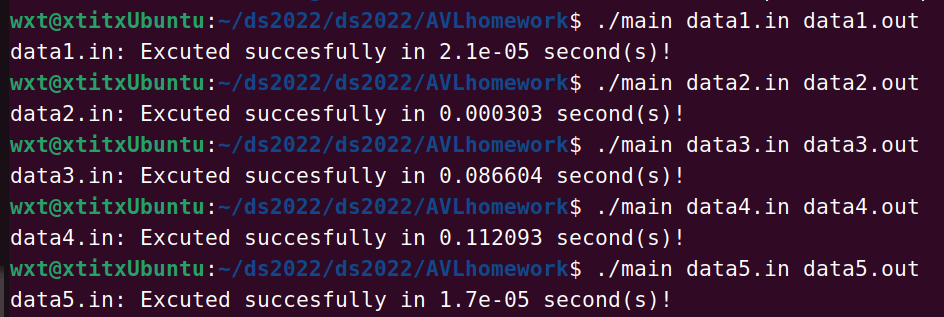 wxt@xtitxUbuntu:~/ds2022/ds2022/AVLhomework$ ./main data1.in data1.out
data1.in: Excuted succesfully in 2.1e-05 second(s)!
wxt@xtitxUbuntu:~/ds2022/ds2022/AVLhomework$ ./main data2.in data2.out
data2.in: Excuted succesfully in 0.000303 second(s)!
wxt@xtitxUbuntu:~/ds2022/ds2022/AVLhomework$ ./main data3.in data3.out
data3.in: Excuted succesfully in 0.086604 second(s)!
wxt@xtitxUbuntu:~/ds2022/ds2022/AVLhomework$ ./main data4.in data4.out
data4.in: Excuted succesfully in 0.112093 second(s)!
wxt@xtitxUbuntu:~/ds2022/ds2022/AVLhomework$ ./main data5.in data5.out
data5.in: Excuted succesfully in 1.7e-05 second(s)!